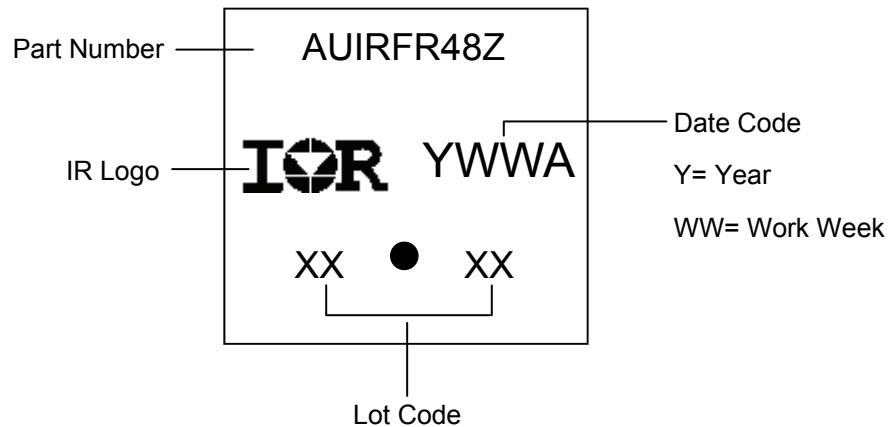 Part Number
AUIRFR48Z
IR Logo
IOR
YWWA
Date Code
Y= Year
WW= Work Week
XX
XX
Lot Code